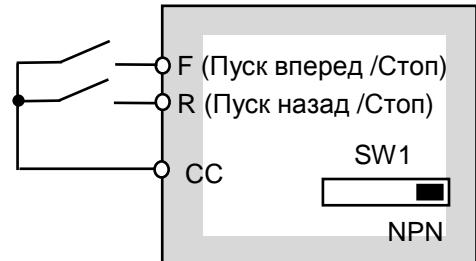 F (Пуск вперед /Стоп)
R (Пуск назад /Стоп)
SW1
CC
NPN